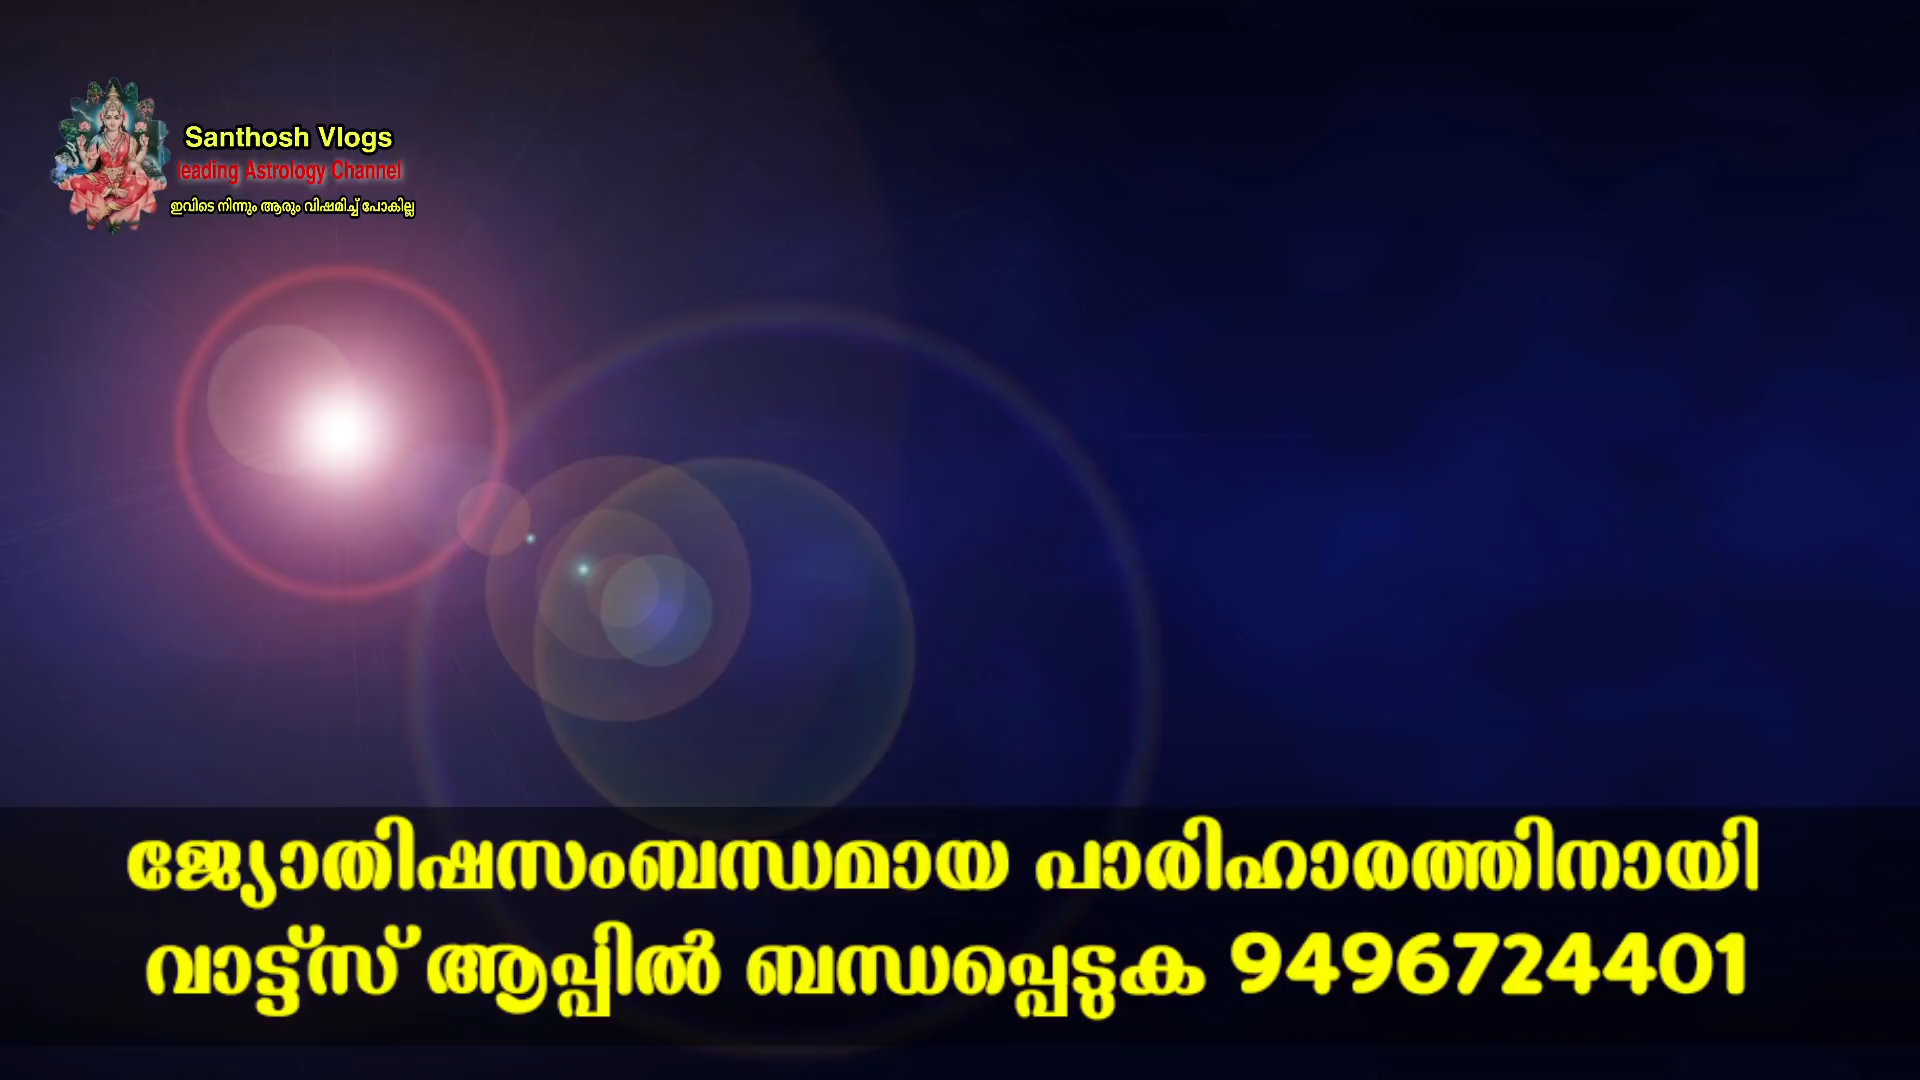 Santhosh Vlogs
leading Astrology Channel
ഇവിടെ നിന്നും ആരും വിഷമിച്ച് പോകില്ല
ജ്യോതിഷസംബന്ധമായ പാരിഹാരത്തിനായി
വാട്ട്സ് ആപ്പിൽ ബന്ധപ്പെടുക 9496724401